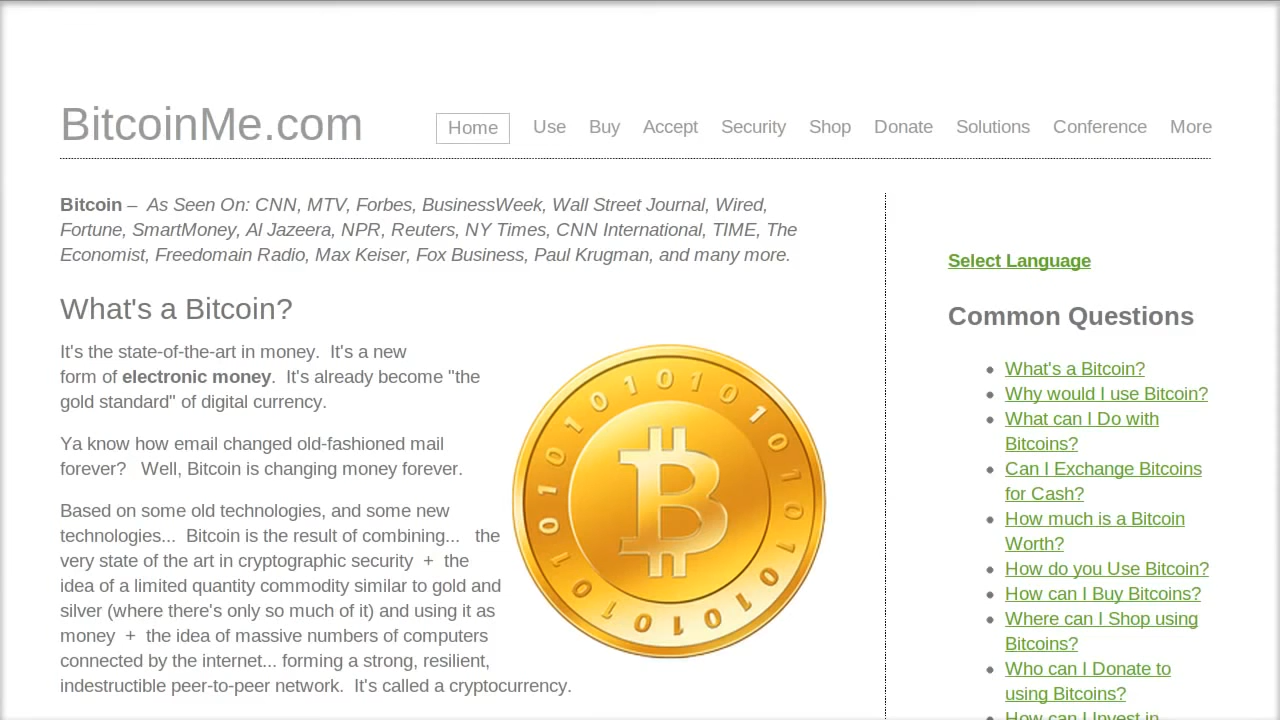 BitcoinMe.com
Home Use Buy Accept Security Shop Donate Solutions Conference More
Bitcoin –  As Seen On: CNN, MTV, Forbes, BusinessWeek, Wall Street Journal, Wired,
Fortune, SmartMoney, Al Jazeera, NPR, Reuters, NY Times, CNN International, TIME, The
Economist, Freedomain Radio, Max Keiser, Fox Business, Paul Krugman, and many more.
What's a Bitcoin?
It's the state-of-the-art in money.  It's a new
form of electronic money.  It's already become "the
gold standard" of digital currency.
Ya know how email changed old-fashioned mail
forever?   Well, Bitcoin is changing money forever.
Based on some old technologies, and some new
technologies...  Bitcoin is the result of combining...   the
very state of the art in cryptographic security  +  the
idea of a limited quantity commodity similar to gold and
silver (where there's only so much of it) and using it as
money  +  the idea of massive numbers of computers
connected by the internet... forming a strong, resilient,
indestructible peer-to-peer network.  It's called a cryptocurrency.
Select Language
Common Questions
What's a Bitcoin?
Why would I use Bitcoin?
What can I Do with
Bitcoins?
Can I Exchange Bitcoins
for Cash?
How much is a Bitcoin
Worth?
How do you Use Bitcoin?
How can I Buy Bitcoins?
Where can I Shop using
Bitcoins?
Who can I Donate to
using Bitcoins?
How can I Invest in